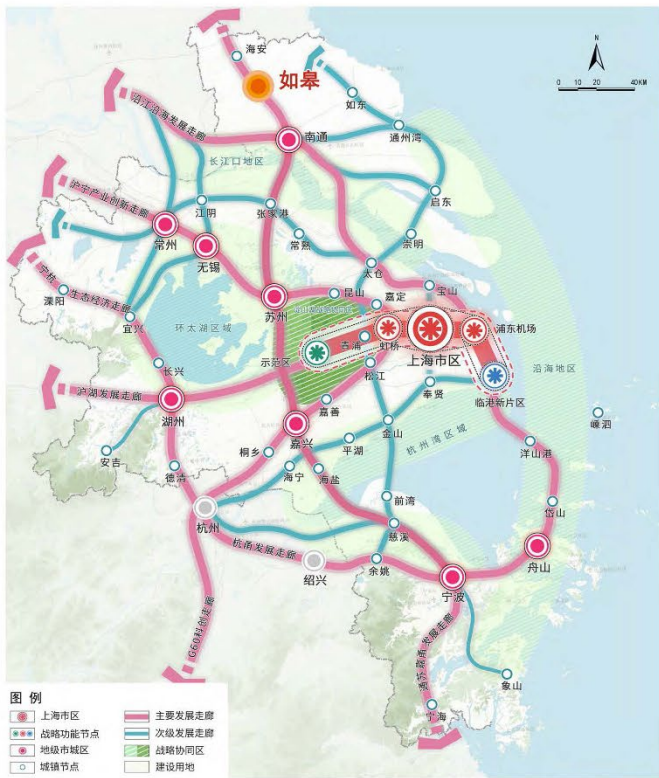 N
0 10 20 40KM
海安
如皋
如东
沿江沿海发展走廊
南通
通州湾
长江口地区
启东
沪宁产业创新走廊
江阴
张家港
常州
常熟
崇明
无锡
太仓
宁杭
生态经济走廊
溧阳
宜兴
苏州
昆山
嘉定
宝山
环太湖区域
青浦
虹桥
浦东机场
上海市区
示范区
松江
沿海地区
长兴
临港新片区
奉贤
沪湖发展走廊
湖州
嘉善
嵊泗
嘉兴
金山
杭州湾区域
安吉
桐乡
平湖
洋山港
德清
海宁
海盐
前湾
岱山
杭州
慈溪
杭甬发展走廊
绍兴
余姚
舟山
宁波
G60科创走廊
发展走廊
象山
宁海
图 例
上海市区
主要发展走廊
战略功能节点
次级发展走廊
地级市城区
战略协同区
城镇节点
建设用地